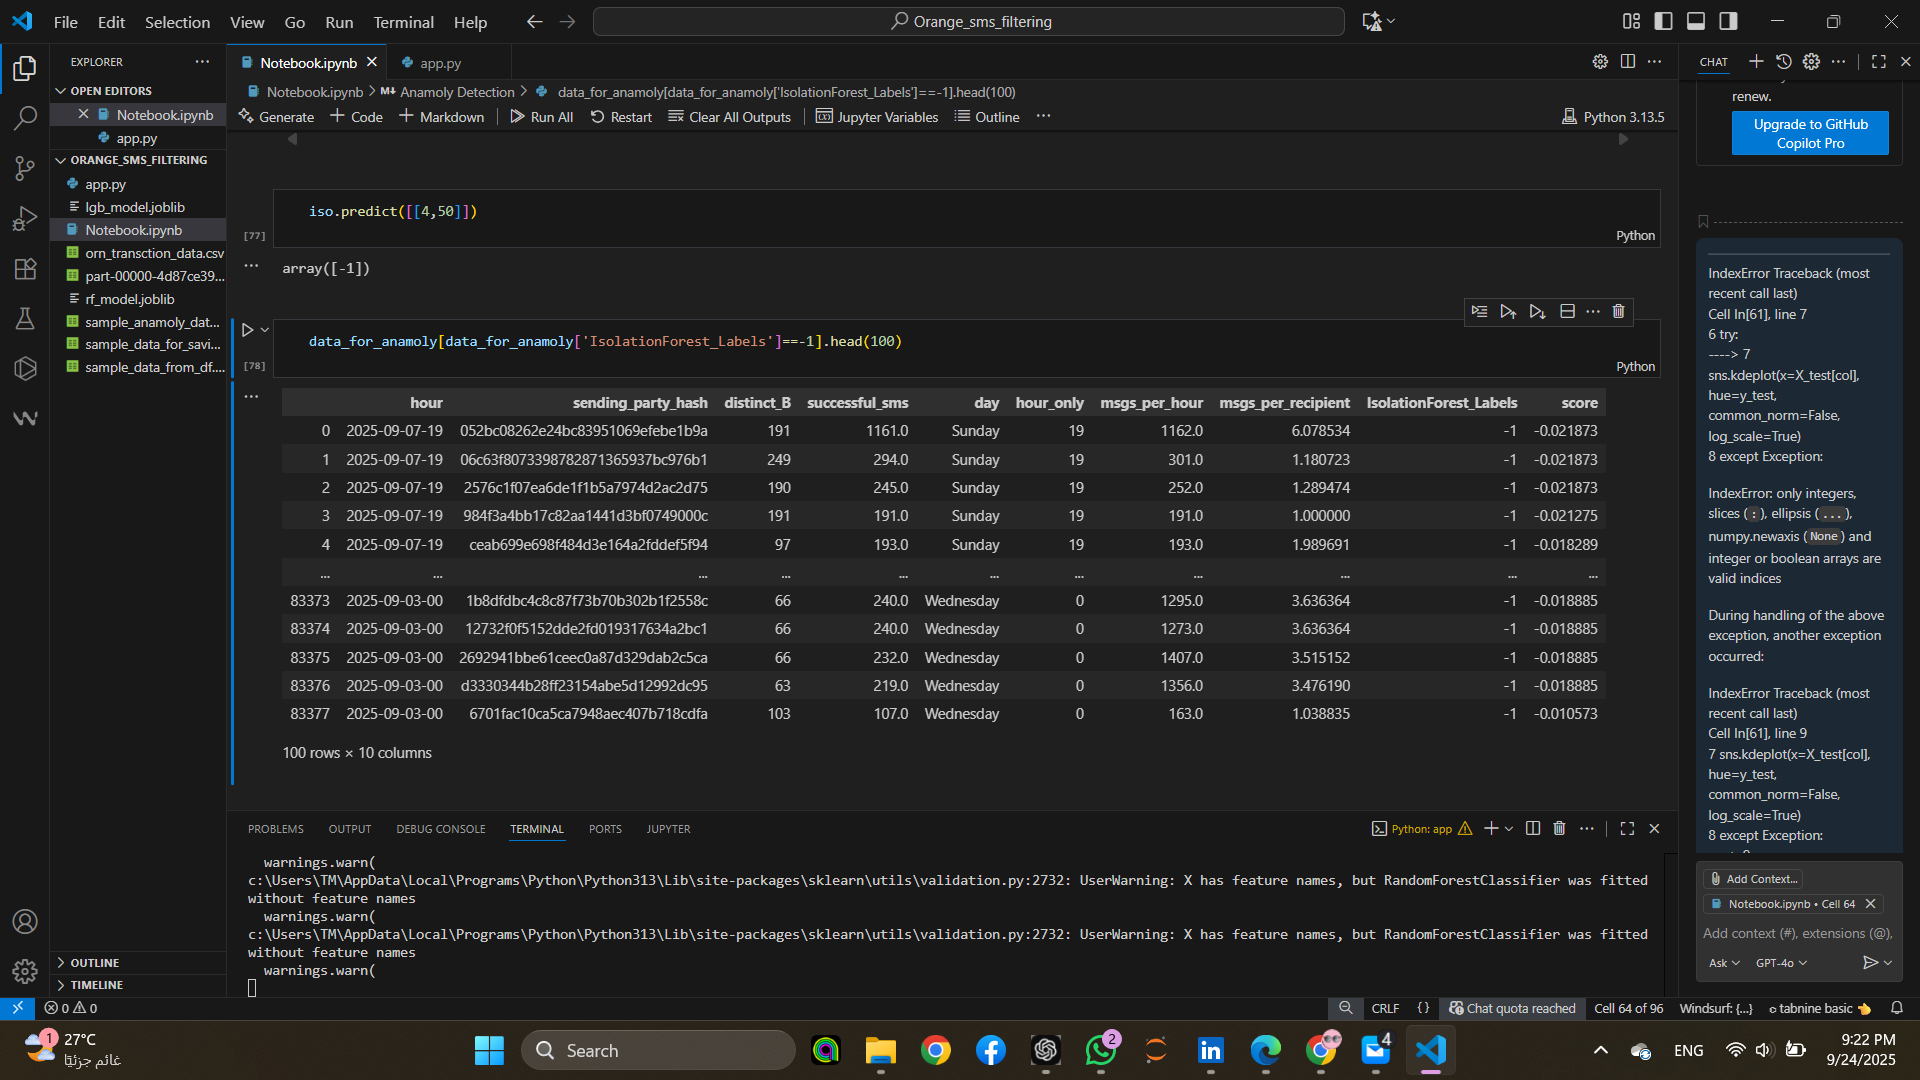 File Edit Selection View Go Run Terminal Help
Orange_sms_filtering
EXPLORER
OPEN EDITORS
Notebook.ipynb
app.py
ORANGE_SMS_FILTERING
app.py
lgb_model.joblib
Notebook.ipynb
orn_transction_data.csv
part-00000-4d87ce39...
rf_model.joblib
sample_anamoly_dat...
sample_data_for_savi...
sample_data_from_df....
OUTLINE
TIMELINE
Notebook.ipynb app.py
Notebook.ipynb > Anamoly Detection > data_for_anamoly[data_for_anamoly['IsolationForest_Labels']==-1].head(100)
Generate + Code + Markdown Run All Restart Clear All Outputs Jupyter Variables Outline ... Python 3.13.5
iso.predict([[4,50]])
[77] Python
array([-1])
data_for_anamoly[data_for_anamoly['IsolationForest_Labels']==-1].head(100)
[78] Python
hour sending_party_hash distinct_B successful_sms day hour_only msgs_per_hour msgs_per_recipient IsolationForest_Labels score
0 2025-09-07-19 052bc08262e24bc83951069efebe1b9a 191 1161.0 Sunday 19 1162.0 6.078534 -1 -0.021873
1 2025-09-07-19 06c63f8073398782871365937bc976b1 249 294.0 Sunday 19 301.0 1.180723 -1 -0.021873
2 2025-09-07-19 2576c1f07ea6de1f1b5a7974d2ac2d75 190 245.0 Sunday 19 252.0 1.289474 -1 -0.021873
3 2025-09-07-19 984f3a4bb17c82aa1441d3bf0749000c 191 191.0 Sunday 19 191.0 1.000000 -1 -0.021275
4 2025-09-07-19 ceab699e698f484d3e164a2fddef5f94 97 193.0 Sunday 19 193.0 1.989691 -1 -0.018289
... ... ... ... ... ... ... ... ... ... ...
83373 2025-09-03-00 1b8dfdbc4c8c87f73b70b302b1f2558c 66 240.0 Wednesday 0 1295.0 3.636364 -1 -0.018885
83374 2025-09-03-00 12732f0f5152dde2fd019317634a2bc1 66 240.0 Wednesday 0 1273.0 3.636364 -1 -0.018885
83375 2025-09-03-00 2692941bbe61ceec0a87d329dab2c5ca 66 232.0 Wednesday 0 1407.0 3.515152 -1 -0.018885
83376 2025-09-03-00 d3330344b28ff23154abe5d12992dc95 63 219.0 Wednesday 0 1356.0 3.476190 -1 -0.018885
83377 2025-09-03-00 6701fac10ca5ca7948aec407b718cdfa 103 107.0 Wednesday 0 163.0 1.038835 -1 -0.010573
100 rows × 10 columns
PROBLEMS OUTPUT DEBUG CONSOLE TERMINAL PORTS JUPYTER
Python: app
warnings.warn(
c:\Users\TM\AppData\Local\Programs\Python\Python313\Lib\site-packages\sklearn\utils\validation.py:2732: UserWarning: X has feature names, but RandomForestClassifier was fitted
without feature names
warnings.warn(
c:\Users\TM\AppData\Local\Programs\Python\Python313\Lib\site-packages\sklearn\utils\validation.py:2732: UserWarning: X has feature names, but RandomForestClassifier was fitted
without feature names
warnings.warn(
CHAT
renew.
Upgrade to GitHub
Copilot Pro
IndexError Traceback (most
recent call last)
Cell In[61], line 7
6 try:
----> 7
sns.kdeplot(x=X_test[col],
hue=y_test,
common_norm=False,
log_scale=True)
8 except Exception:
IndexError: only integers,
slices (:), ellipsis (...),
numpy.newaxis (None) and
integer or boolean arrays are
valid indices
During handling of the above
exception, another exception
occurred:
IndexError Traceback (most
recent call last)
Cell In[61], line 9
7 sns.kdeplot(x=X_test[col],
hue=y_test,
common_norm=False,
log_scale=True)
8 except Exception:
Add Context...
Notebook.ipynb • Cell 64
Add context (#), extensions (@),
Ask GPT-4o
0 0 CRLF {} Chat quota reached Cell 64 of 96 Windsurf: {...} tabnine basic
1 27°C
غائم جزئيًا
Search
2
4
ENG
9:22 PM
9/24/2025